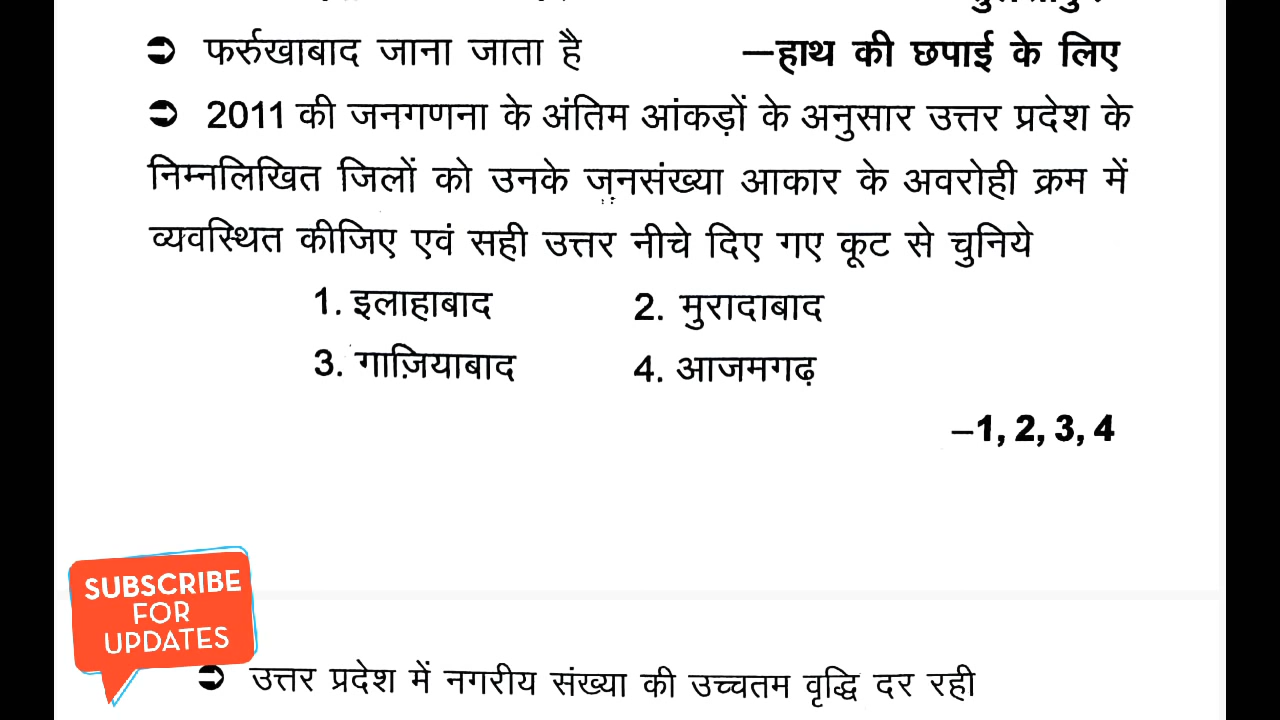 ➲ फर्रुखाबाद जाना जाता है –हाथ की छपाई के लिए
➲ 2011 की जनगणना के अंतिम आंकड़ों के अनुसार उत्तर प्रदेश के
निम्नलिखित जिलों को उनके जनसंख्या आकार के अवरोही क्रम में
व्यवस्थित कीजिए एवं सही उत्तर नीचे दिए गए कूट से चुनिये
1. इलाहाबाद 2. मुरादाबाद
3. गाज़ियाबाद 4. आजमगढ़
–1, 2, 3, 4
SUBSCRIBE
FOR
UPDATES
➲ उत्तर प्रदेश में नगरीय संख्या की उच्चतम वृद्धि दर रही